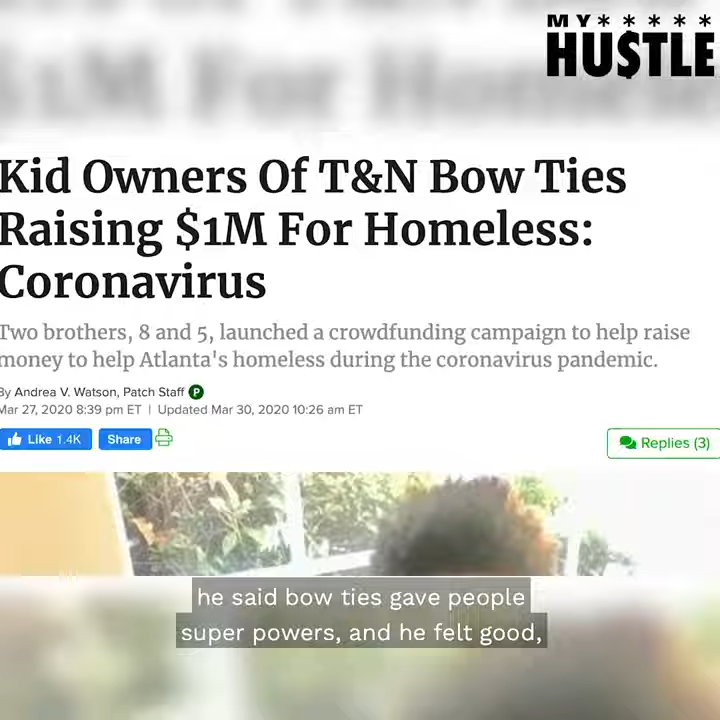 MY*****
HU$TLE
Kid Owners Of T&N Bow Ties
Raising $1M For Homeless:
Coronavirus
Two brothers, 8 and 5, launched a crowdfunding campaign to help raise
money to help Atlanta's homeless during the coronavirus pandemic.
By Andrea V. Watson, Patch Staff P
Mar 27, 2020 8:39 pm ET | Updated Mar 30, 2020 10:26 am ET
Like 1.4K Share Replies (3)
he said bow ties gave people
super powers, and he felt good,